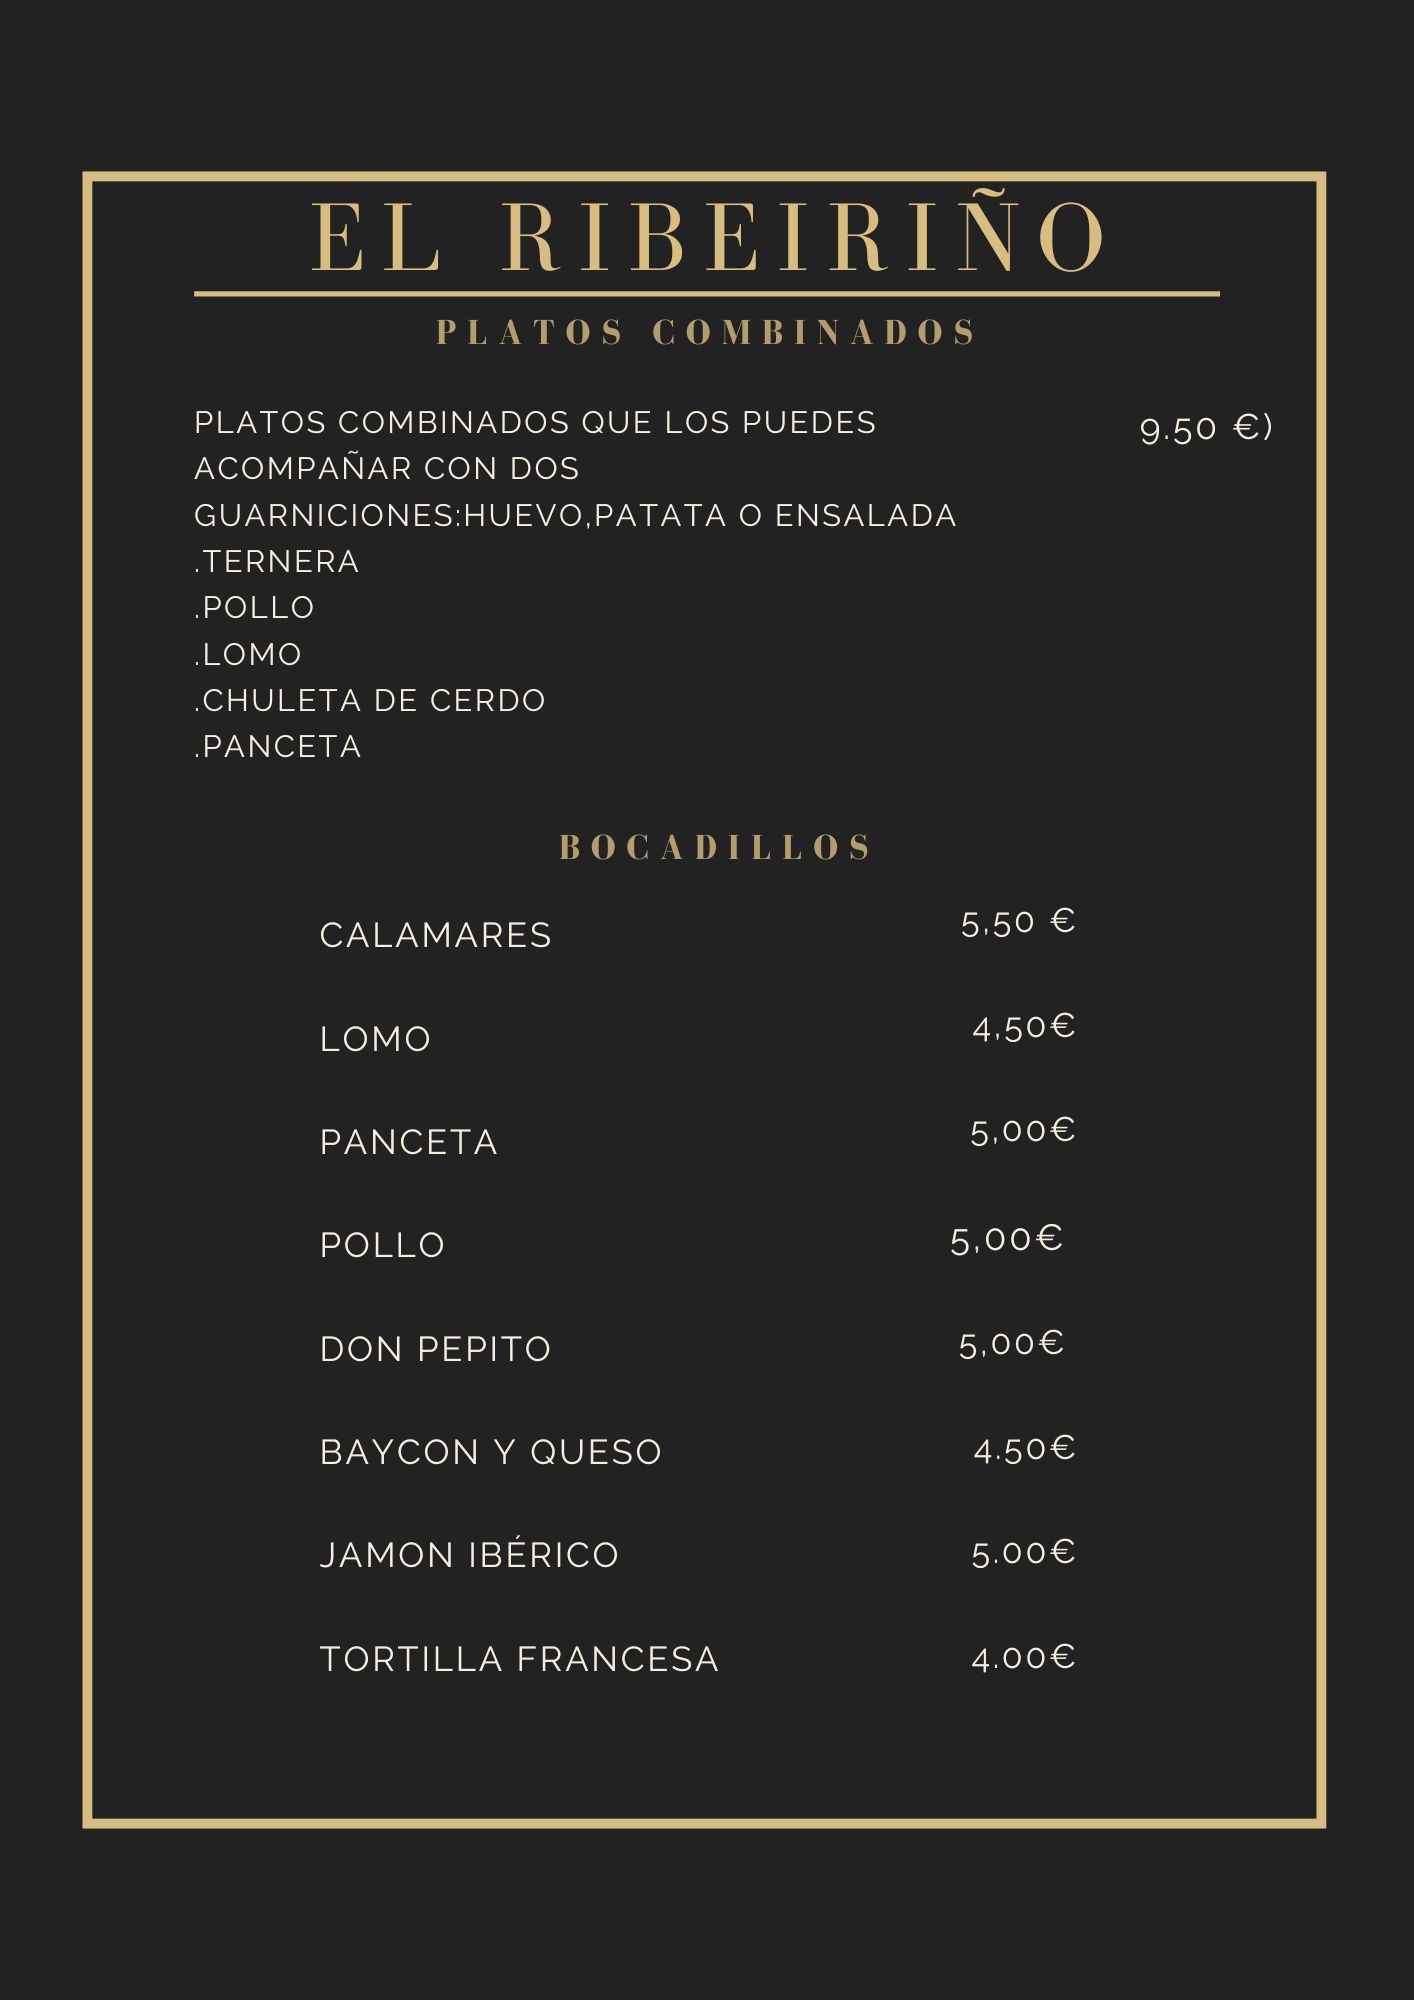 EL RIBEIRIÑO
PLATOS COMBINADOS
PLATOS COMBINADOS QUE LOS PUEDES 9.50 €)
ACOMPAÑAR CON DOS
GUARNICIONES:HUEVO,PATATA O ENSALADA
.TERNERA
.POLLO
.LOMO
.CHULETA DE CERDO
.PANCETA
BOCADILLOS
CALAMARES 5,50 €
LOMO 4,50€
PANCETA 5,00€
POLLO 5,00€
DON PEPITO 5,00€
BAYCON Y QUESO 4.50€
JAMON IBÉRICO 5.00€
TORTILLA FRANCESA 4.00€